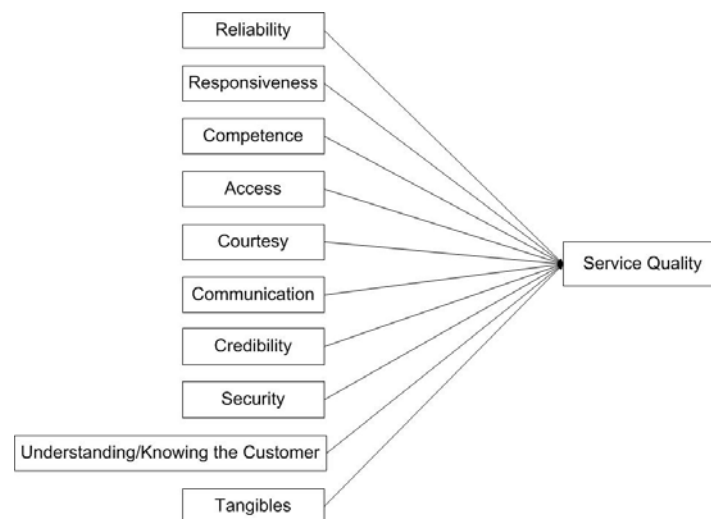 Reliability
Responsiveness
Competence
Access
Courtesy
Service Quality
Communication
Credibility
Security
Understanding/Knowing the Customer
Tangibles